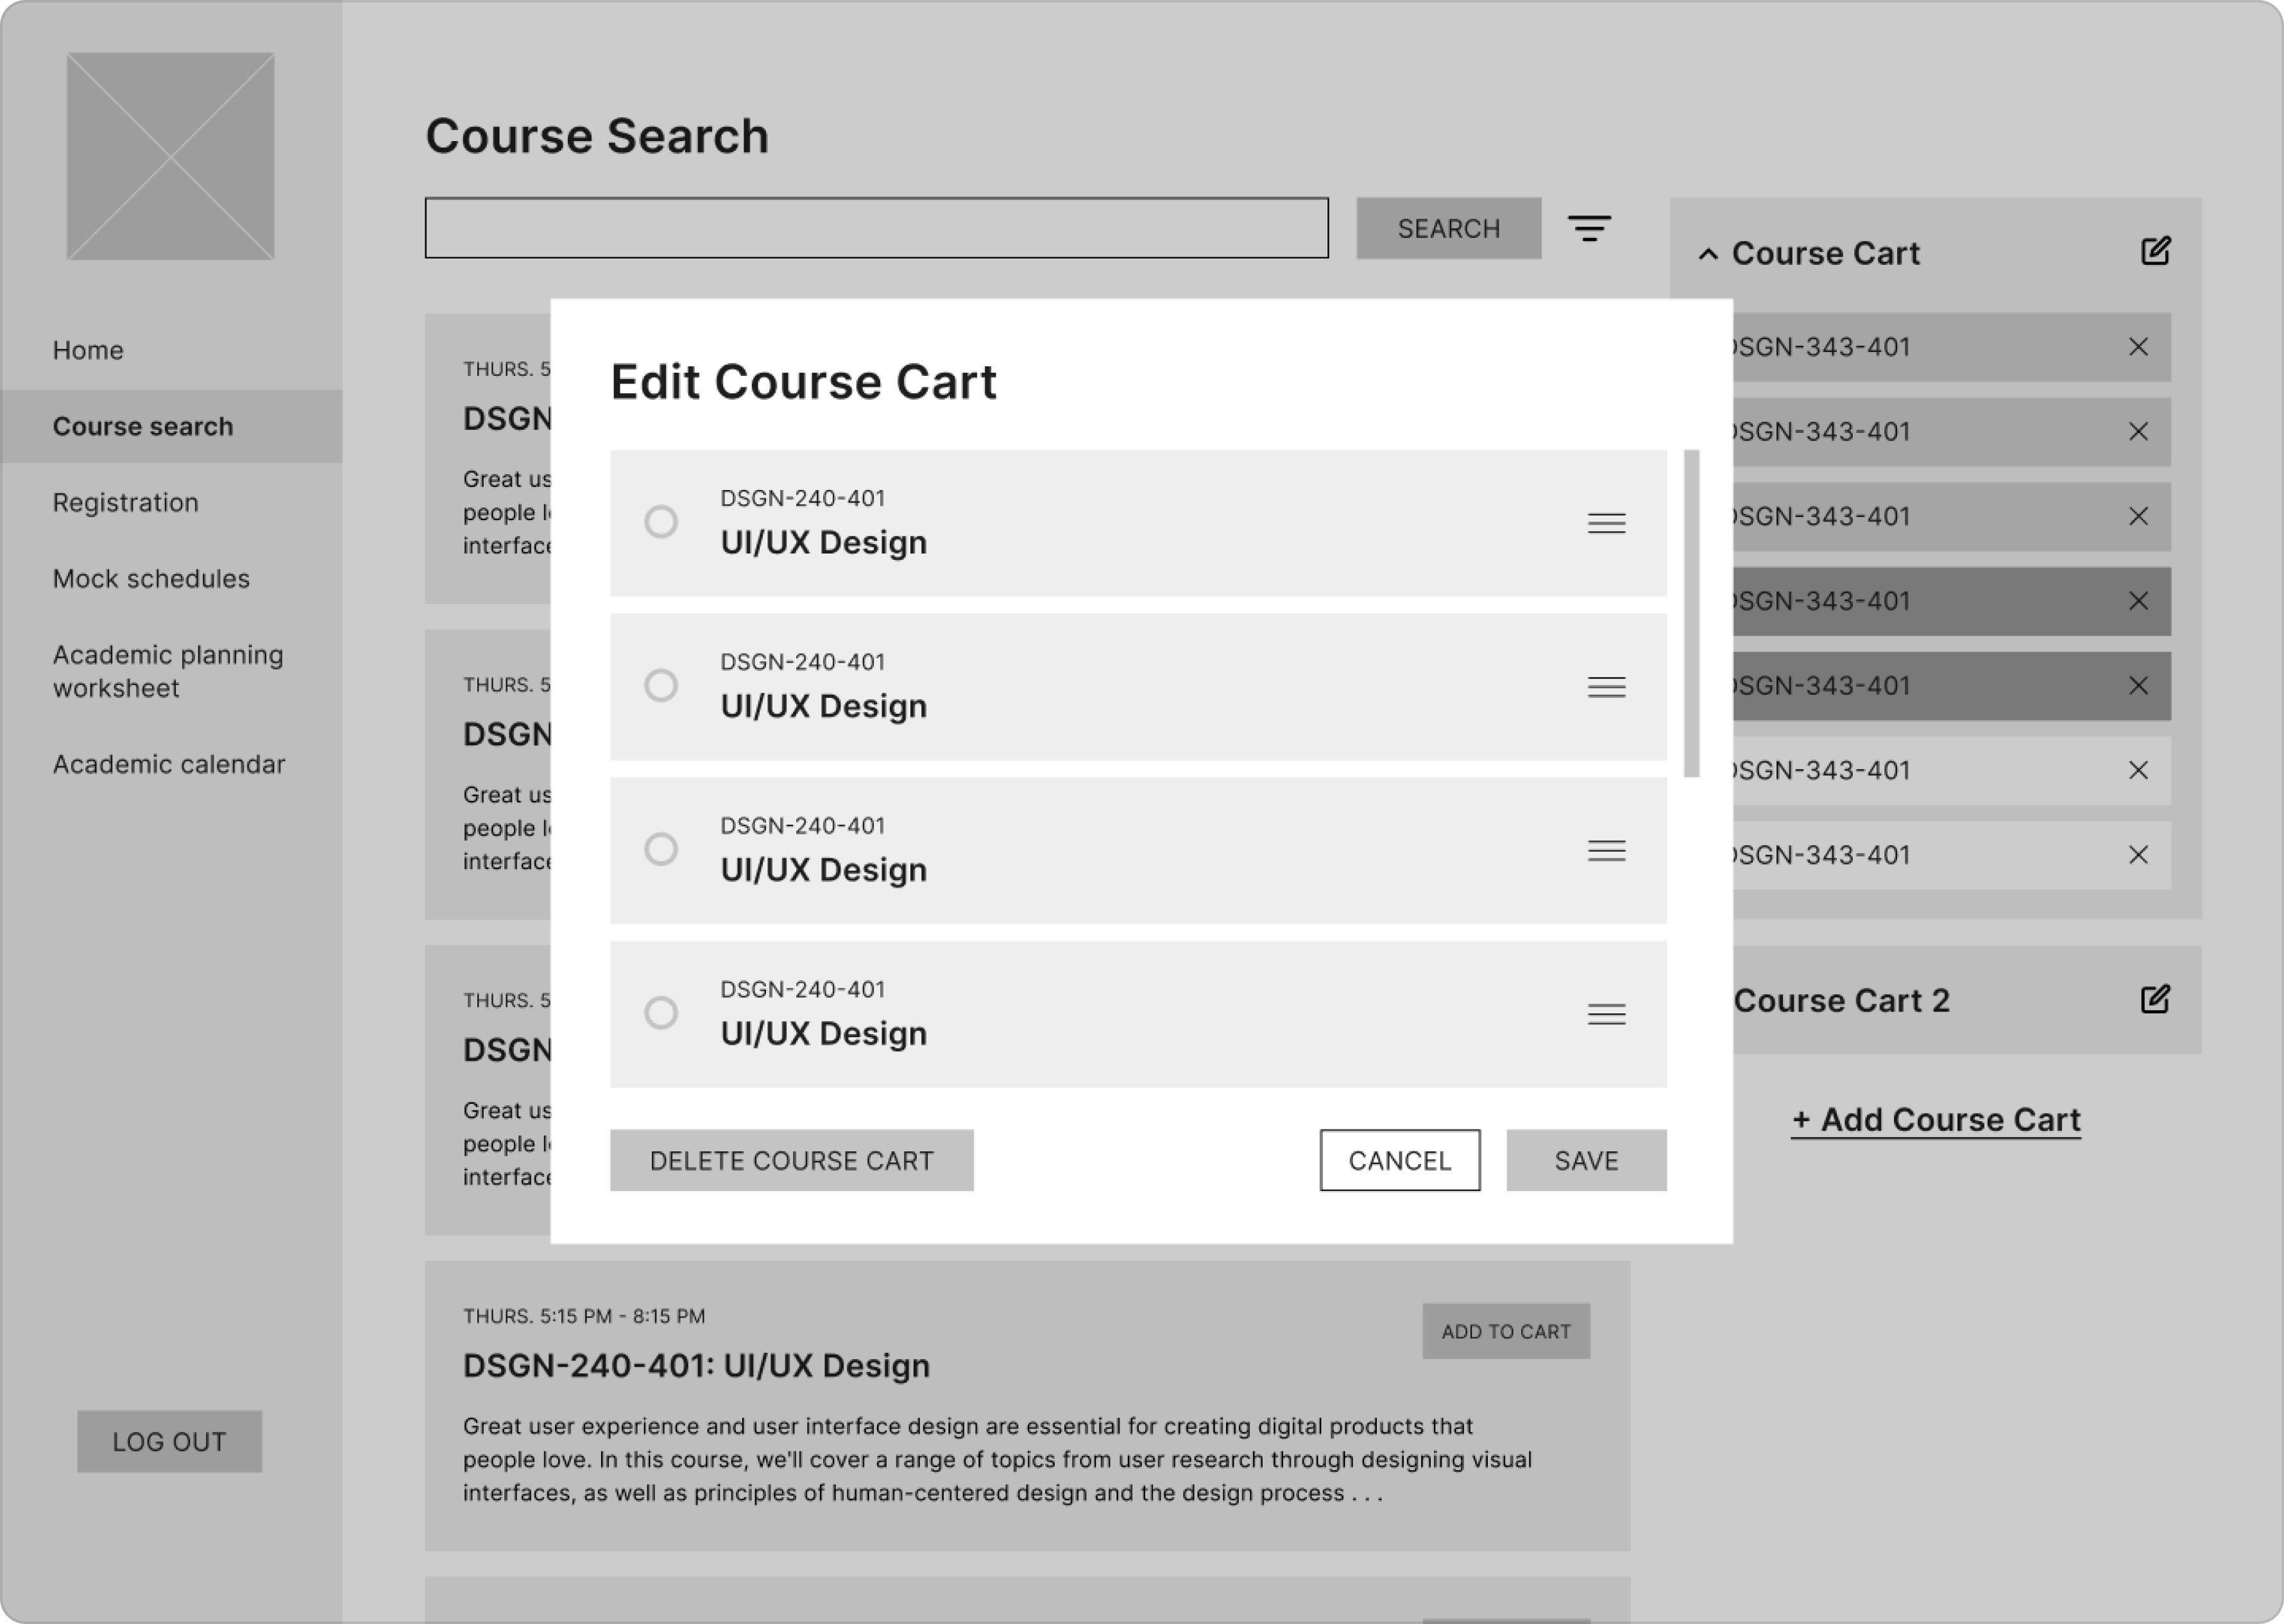 Home
Course search
Registration
Mock schedules
Academic planning
worksheet
Academic calendar
LOG OUT
Course Search
SEARCH
THURS. 5
DSGN
Great us
people l
interface
THURS. 5
DSGN
Great us
people l
interface
THURS. 5
DSGN
Great us
people l
interface
THURS. 5:15 PM - 8:15 PM
ADD TO CART
DSGN-240-401: UI/UX Design
Great user experience and user interface design are essential for creating digital products that
people love. In this course, we'll cover a range of topics from user research through designing visual
interfaces, as well as principles of human-centered design and the design process . . .
Edit Course Cart
DSGN-240-401
UI/UX Design
DSGN-240-401
UI/UX Design
DSGN-240-401
UI/UX Design
DSGN-240-401
UI/UX Design
DELETE COURSE CART
CANCEL
SAVE
Course Cart
SGN-343-401
SGN-343-401
SGN-343-401
SGN-343-401
SGN-343-401
SGN-343-401
SGN-343-401
Course Cart 2
+ Add Course Cart